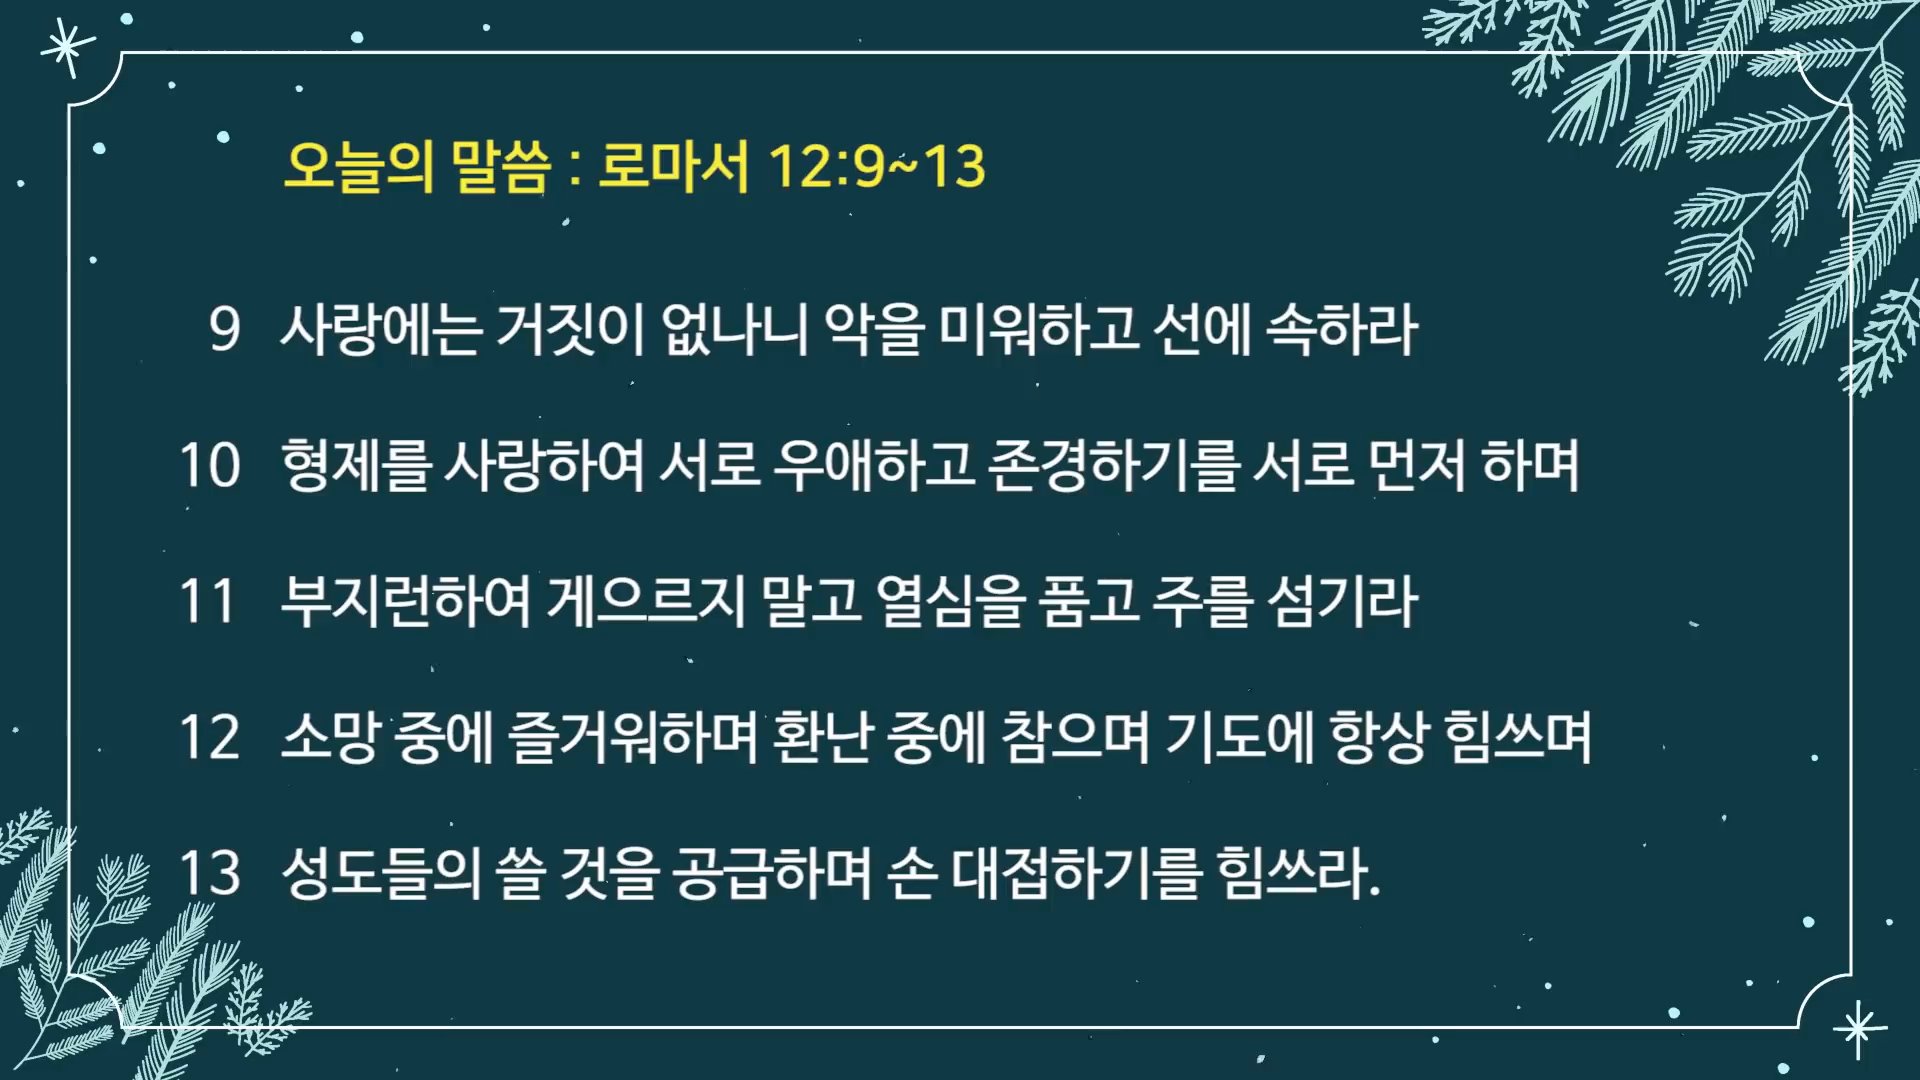 오늘의 말씀 : 로마서 12:9~13
9 사랑에는 거짓이 없나니 악을 미워하고 선에 속하라
10 형제를 사랑하여 서로 우애하고 존경하기를 서로 먼저 하며
11 부지런하여 게으르지 말고 열심을 품고 주를 섬기라
12 소망 중에 즐거워하며 환난 중에 참으며 기도에 항상 힘쓰며
13 성도들의 쓸 것을 공급하며 손 대접하기를 힘쓰라.